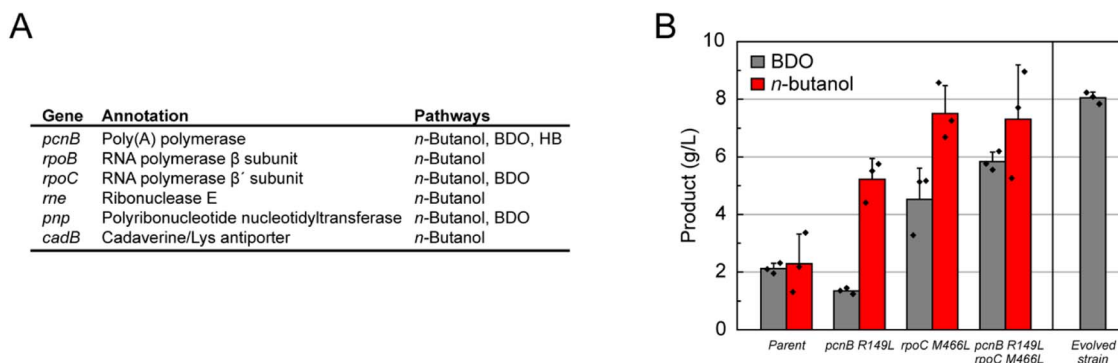 A
Gene Annotation Pathways
pcnB Poly(A) polymerase n-Butanol, BDO, HB
rpoB RNA polymerase β subunit n-Butanol
rpoC RNA polymerase β´ subunit n-Butanol, BDO
rne Ribonuclease E n-Butanol
pnp Polyribonucleotide nucleotidyltransferase n-Butanol, BDO
cadB Cadaverine/Lys antiporter n-Butanol
B
10
8
6
4
2
0
Product (g/L)
BDO
n-butanol
Parent
pcnB R149L
rpoC M466L
pcnB R149L
rpoC M466L
Evolved
strain